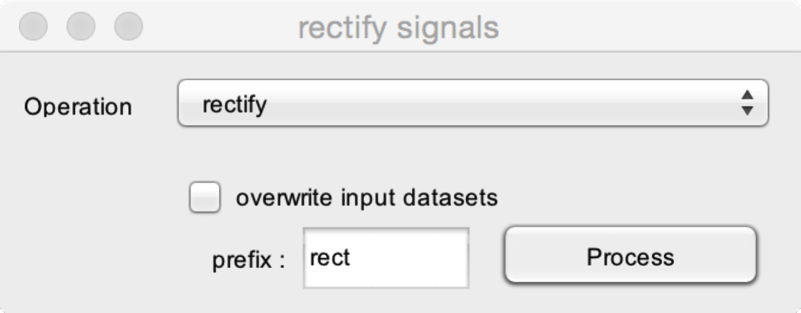 rectify signals
Operation rectify
overwrite input datasets
prefix : rect Process